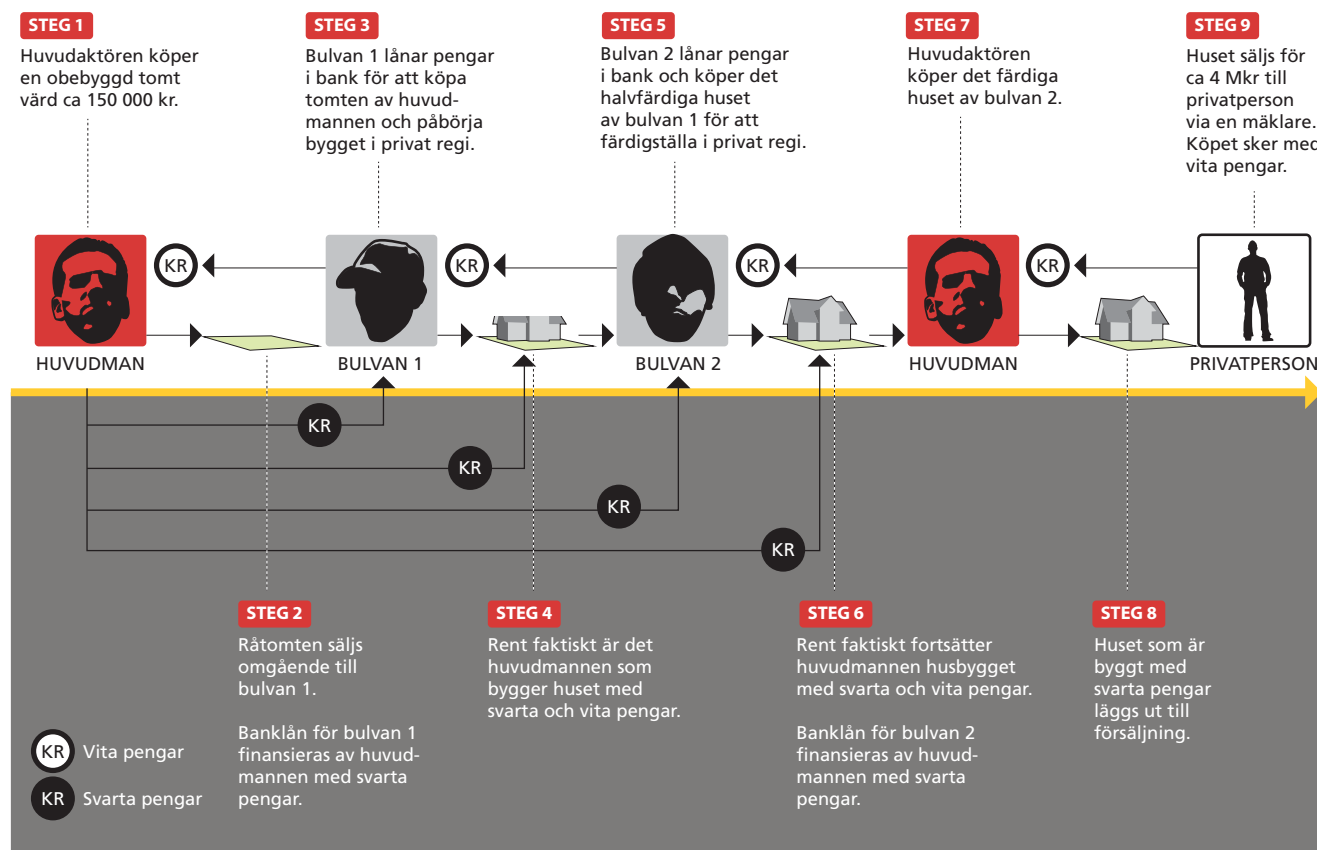 STEG 1
Huvudaktören köper
en obebyggd tomt
värd ca 150 000 kr.
STEG 3
Bulvan 1 lånar pengar
i bank för att köpa
tomten av huvud-
mannen och påbörja
bygget i privat regi.
STEG 5
Bulvan 2 lånar pengar
i bank och köper det
halvfärdiga huset
av bulvan 1 för att
färdigställa i privat regi.
STEG 7
Huvudaktören
köper det färdiga
huset av bulvan 2.
STEG 9
Huset säljs för
ca 4 Mkr till
privatperson
via en mäklare.
Köpet sker med
vita pengar.
KR
KR
KR
KR
HUVUDMAN
BULVAN 1
BULVAN 2
HUVUDMAN
PRIVATPERSON
KR
KR
KR
KR
STEG 2
Råtomten säljs
omgående till
bulvan 1.
Banklån för bulvan 1
finansieras av huvud-
mannen med svarta
pengar.
STEG 4
Rent faktiskt är det
huvudmannen som
bygger huset med
svarta och vita pengar.
STEG 6
Rent faktiskt fortsätter
huvudmannen husbygget
med svarta och vita pengar.
Banklån för bulvan 2
finansieras av huvud-
mannen med svarta
pengar.
STEG 8
Huset som är
byggt med
svarta pengar
läggs ut till
försäljning.
KR Vita pengar
KR Svarta pengar